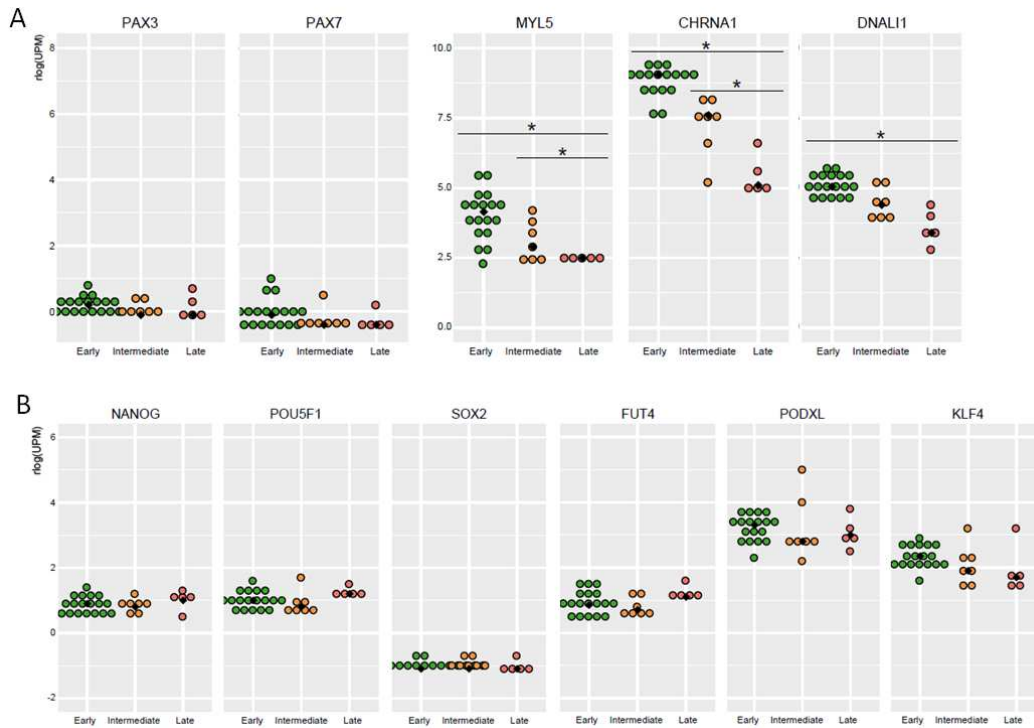 A
PAX3 PAX7 MYL5 CHRNA1 DNALI1
rlog(UPM)
8
6
4
2
0
10.0
7.5
5.0
2.5
0.0
* * * * *
Early Intermediate Late Early Intermediate Late Early Intermediate Late Early Intermediate Late Early Intermediate Late
B
NANOG POU5F1 SOX2 FUT4 PODXL KLF4
rlog(UPM)
6
4
2
0
-2
Early Intermediate Late Early Intermediate Late Early Intermediate Late Early Intermediate Late Early Intermediate Late Early Intermediate Late